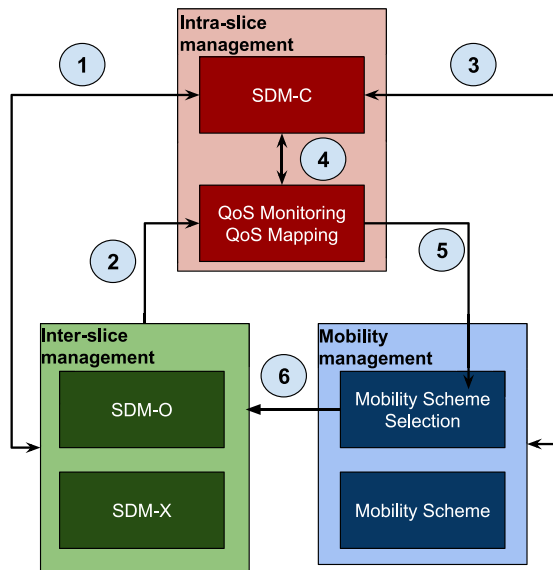 Intra-slice
management
1
SDM-C
3
4
QoS Monitoring
QoS Mapping
2
5
Inter-slice
management
Mobility
management
6
SDM-O
Mobility Scheme
Selection
SDM-X
Mobility Scheme